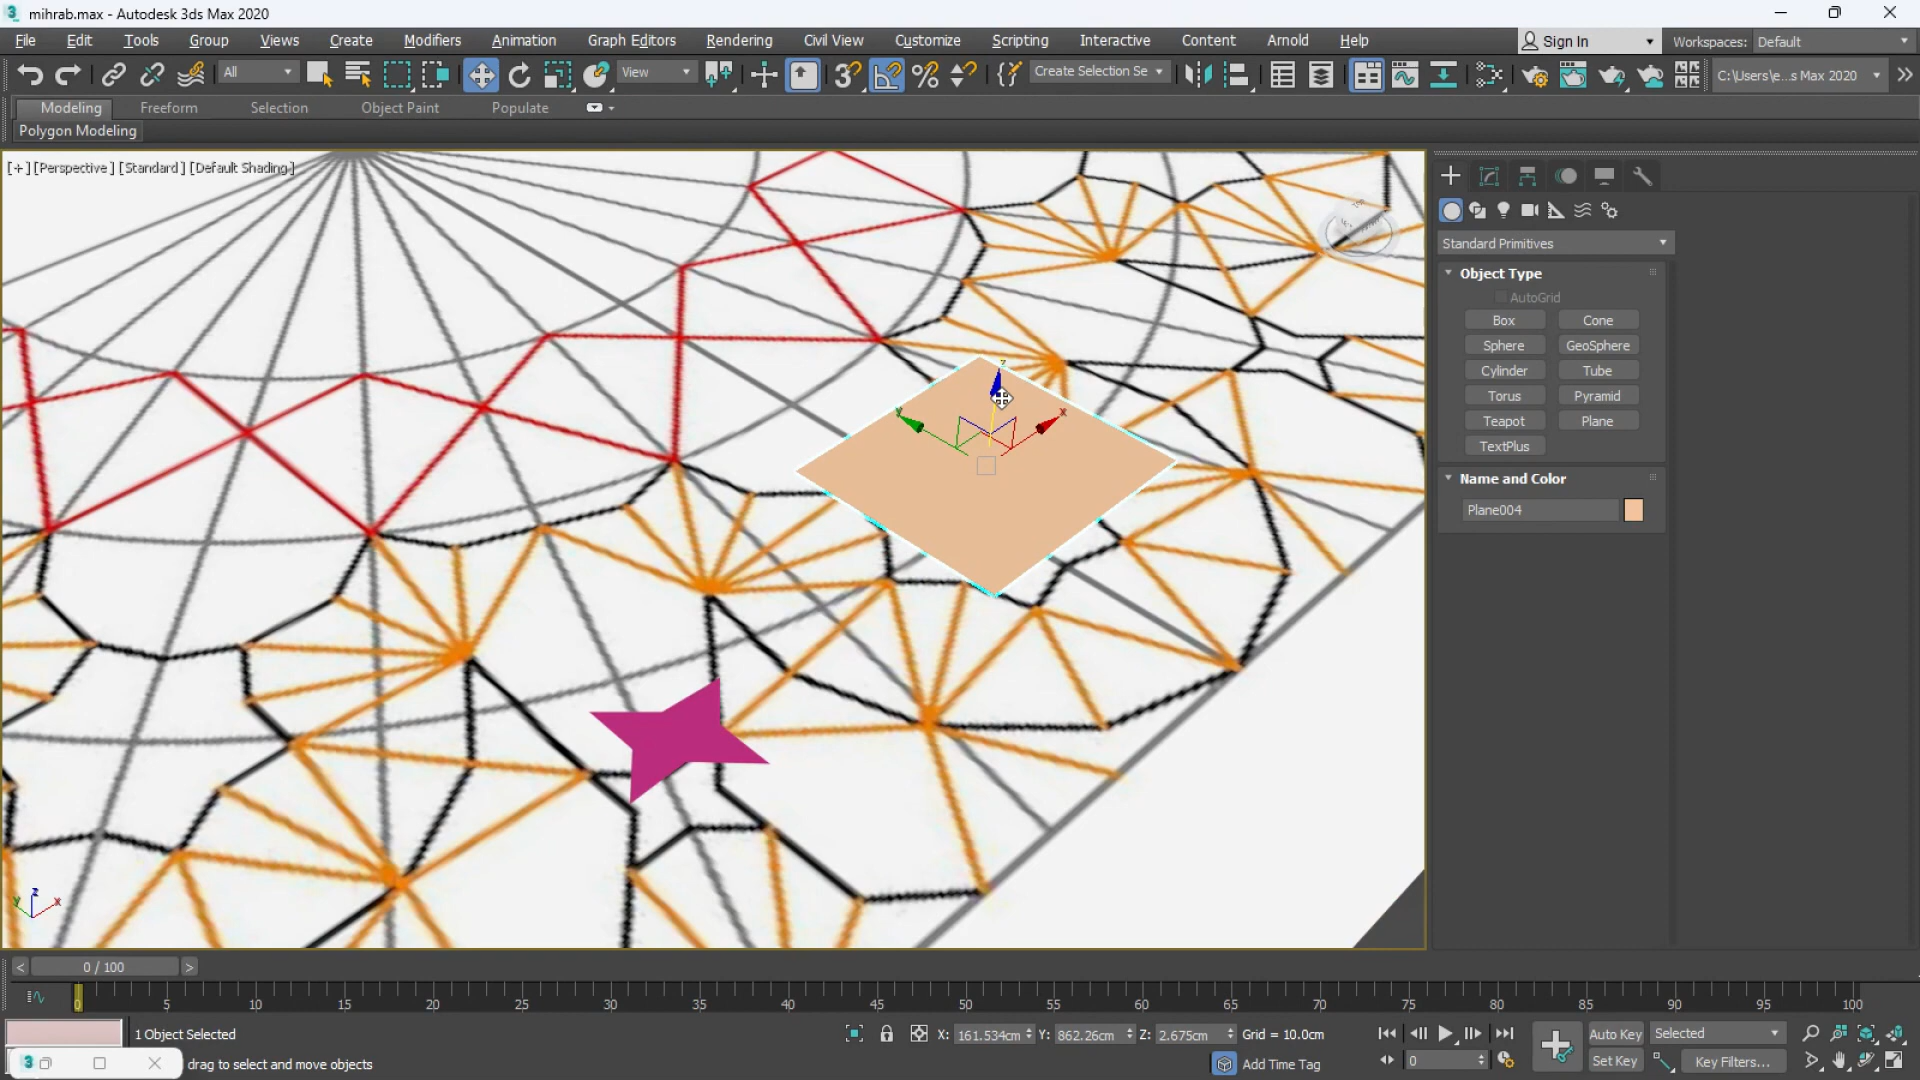 mihrab.max - Autodesk 3ds Max 2020
File Edit Tools Group Views Create Modifiers Animation Graph Editors Rendering Civil View Customize Scripting Interactive Content Arnold Help
Sign In
Workspaces: Default
All
View
Create Selection Se
C:\Users\e...s Max 2020
Modeling Freeform Selection Object Paint Populate
Polygon Modeling
[+] [Perspective] [Standard] [Default Shading]
Standard Primitives
Object Type
AutoGrid
Box Cone
Sphere GeoSphere
Cylinder Tube
Torus Pyramid
Teapot Plane
TextPlus
Name and Color
Plane004
TOP
z
y x
z
y x
< 0 / 100 >
0 5 10 15 20 25 30 35 40 45 50 55 60 65 70 75 80 85 90 95 100
1 Object Selected
X: 161.534cm Y: 862.26cm Z: 2.675cm Grid = 10.0cm
Auto Key Selected
3
drag to select and move objects
Add Time Tag
0
Set Key Key Filters...